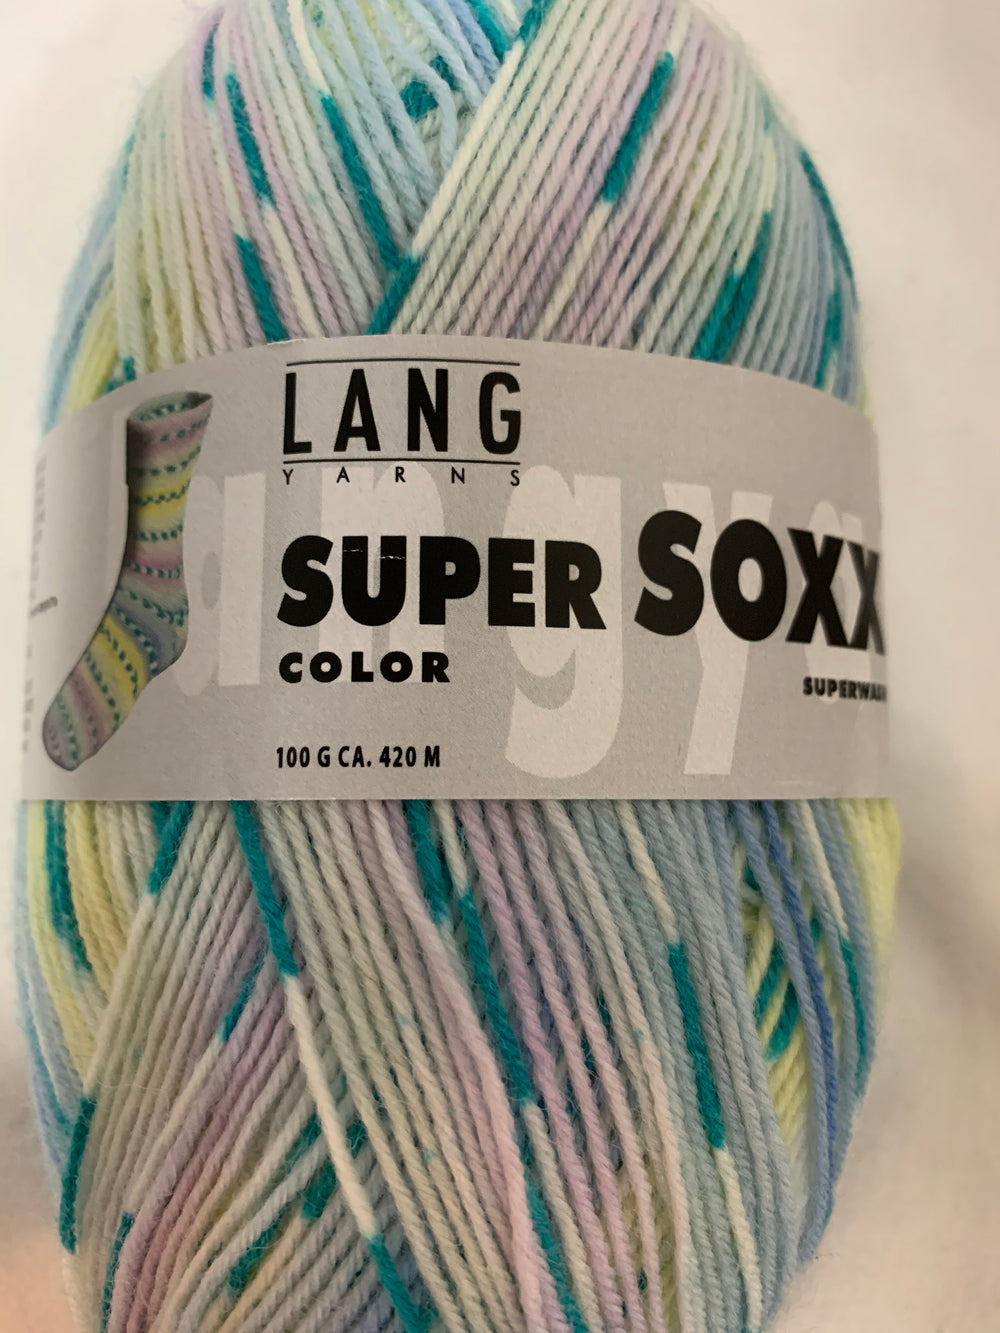 LANG
YARNS
SUPER SOXX
COLOR
100 G CA. 420 M